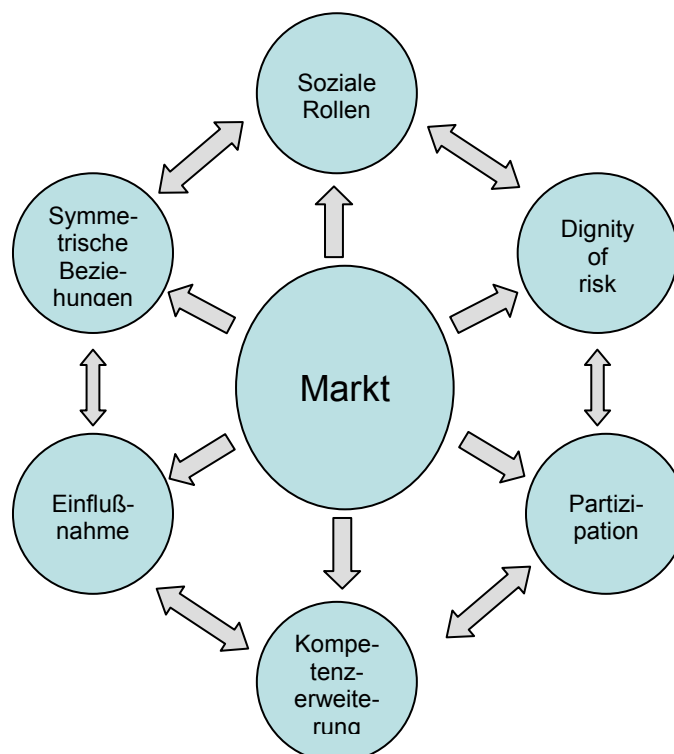 Soziale
Rollen
Symme-
trische
Bezie-
hungen
Dignity
of
risk
Markt
Einfluß-
nahme
Partizi-
pation
Kompe-
tenz-
erweite-
rung